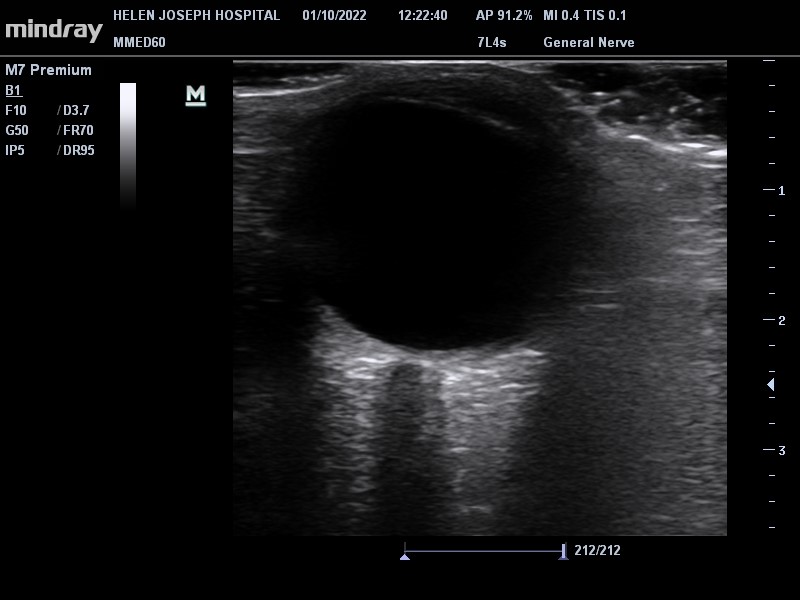 mindray HELEN JOSEPH HOSPITAL 01/10/2022 12:22:40 AP 91.2% MI 0.4 TIS 0.1
MMED60 7L4s General Nerve
M7 Premium
B1
F10 / D3.7
G50 / FR70
IP5 / DR95
M
1
2
3
212/212